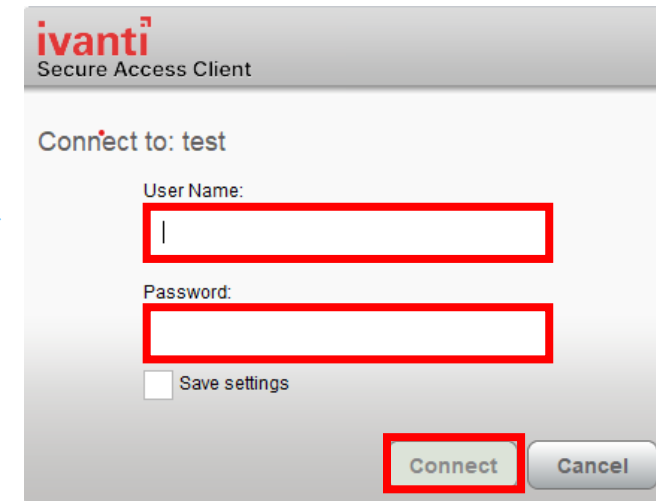 ivanti
Secure Access Client
Connect to: test
User Name:
Password:
Save settings
Connect
Cancel